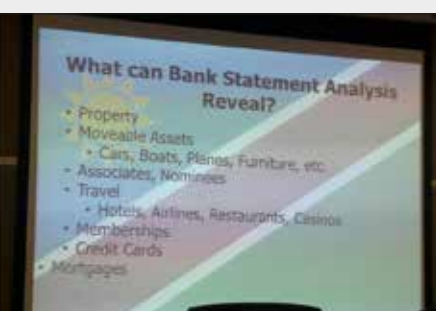 What can Bank Statement Analysis
Reveal?
• Property
• Moveable Assets
• Cars, Boats, Planes, Furniture, etc.
• Associates, Nominees
• Travel
• Hotels, Airlines, Restaurants, Casinos
• Memberships
• Credit Cards
• Mortgages